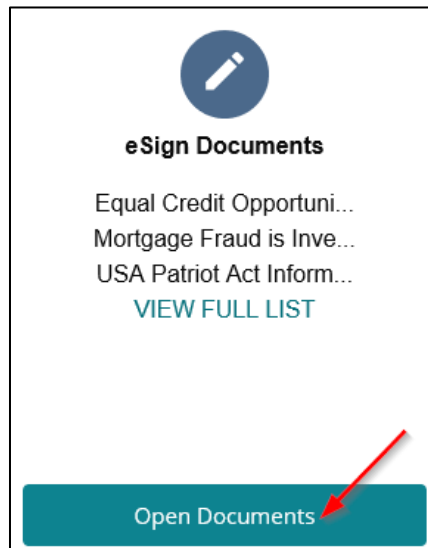 eSign Documents
Equal Credit Opportuni...
Mortgage Fraud is Inve...
USA Patriot Act Inform...
VIEW FULL LIST
Open Documents